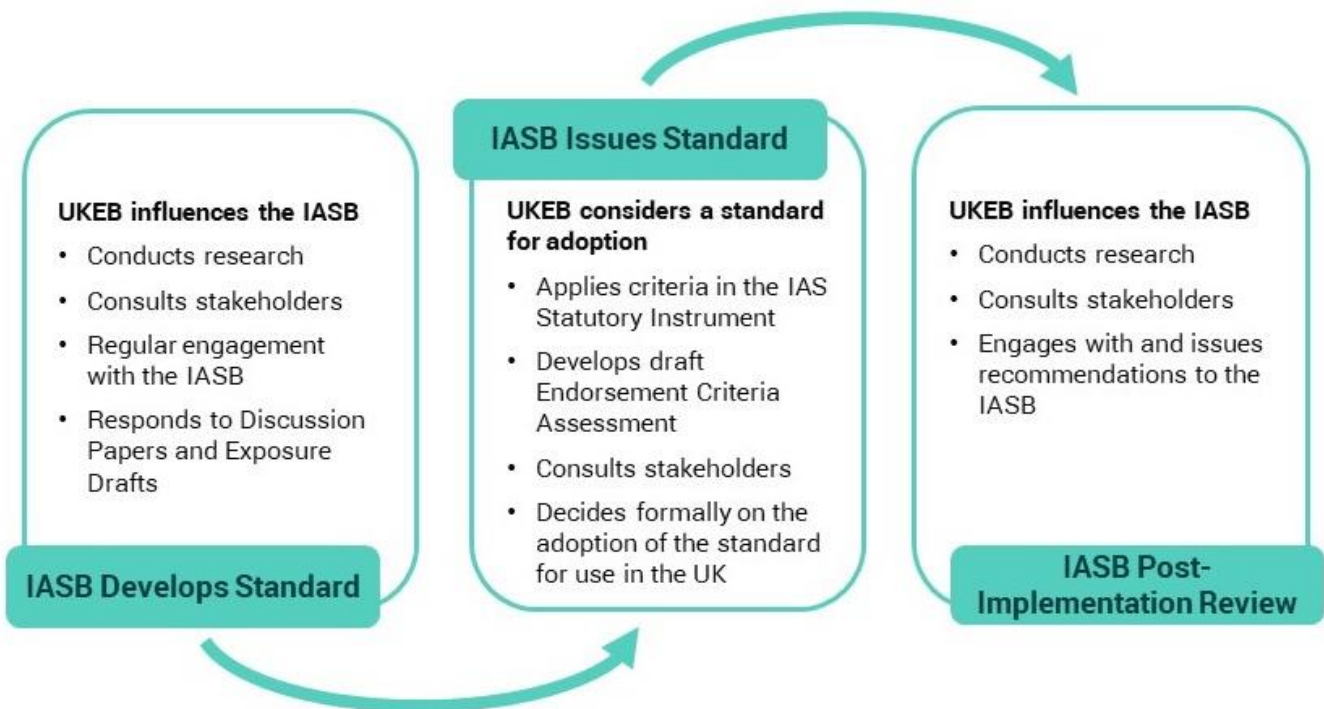 UKEB influences the IASB
• Conducts research
• Consults stakeholders
• Regular engagement
with the IASB
• Responds to Discussion
Papers and Exposure
Drafts
IASB Develops Standard
IASB Issues Standard
UKEB considers a standard
for adoption
• Applies criteria in the IAS
Statutory Instrument
• Develops draft
Endorsement Criteria
Assessment
• Consults stakeholders
• Decides formally on the
adoption of the standard
for use in the UK
UKEB influences the IASB
• Conducts research
• Consults stakeholders
• Engages with and issues
recommendations to the
IASB
IASB Post-
Implementation Review